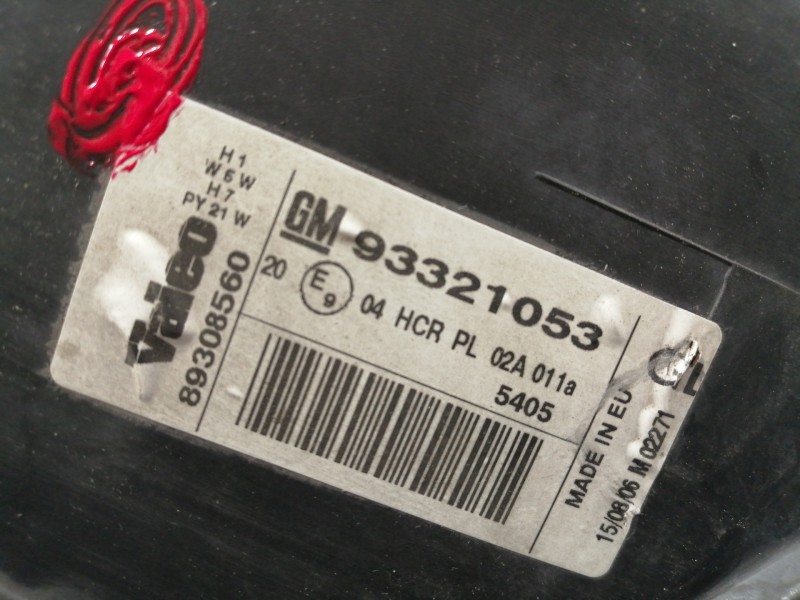 H1
W5W
H7
PY21W
Valeo
89308560
GM 93321053
20 E9 04 HCR PL 02A 011a
5405
MADE IN EU
15/08/06 M 02271